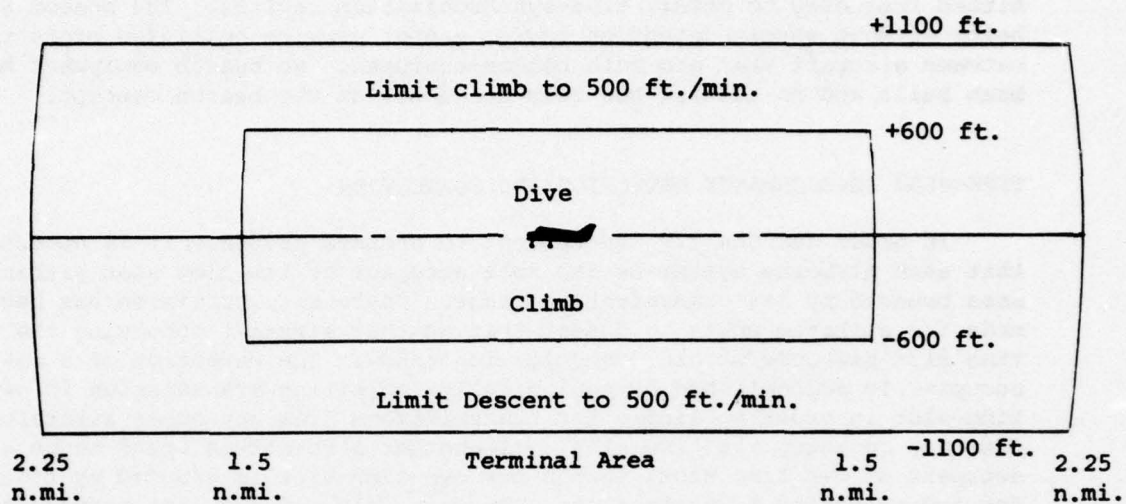 +1100 ft.
Limit climb to 500 ft./min.
+600 ft.
Dive
Climb
-600 ft.
Limit Descent to 500 ft./min.
-1100 ft.
2.25 n.mi.
1.5 n.mi.
Terminal Area
1.5 n.mi.
2.25 n.mi.